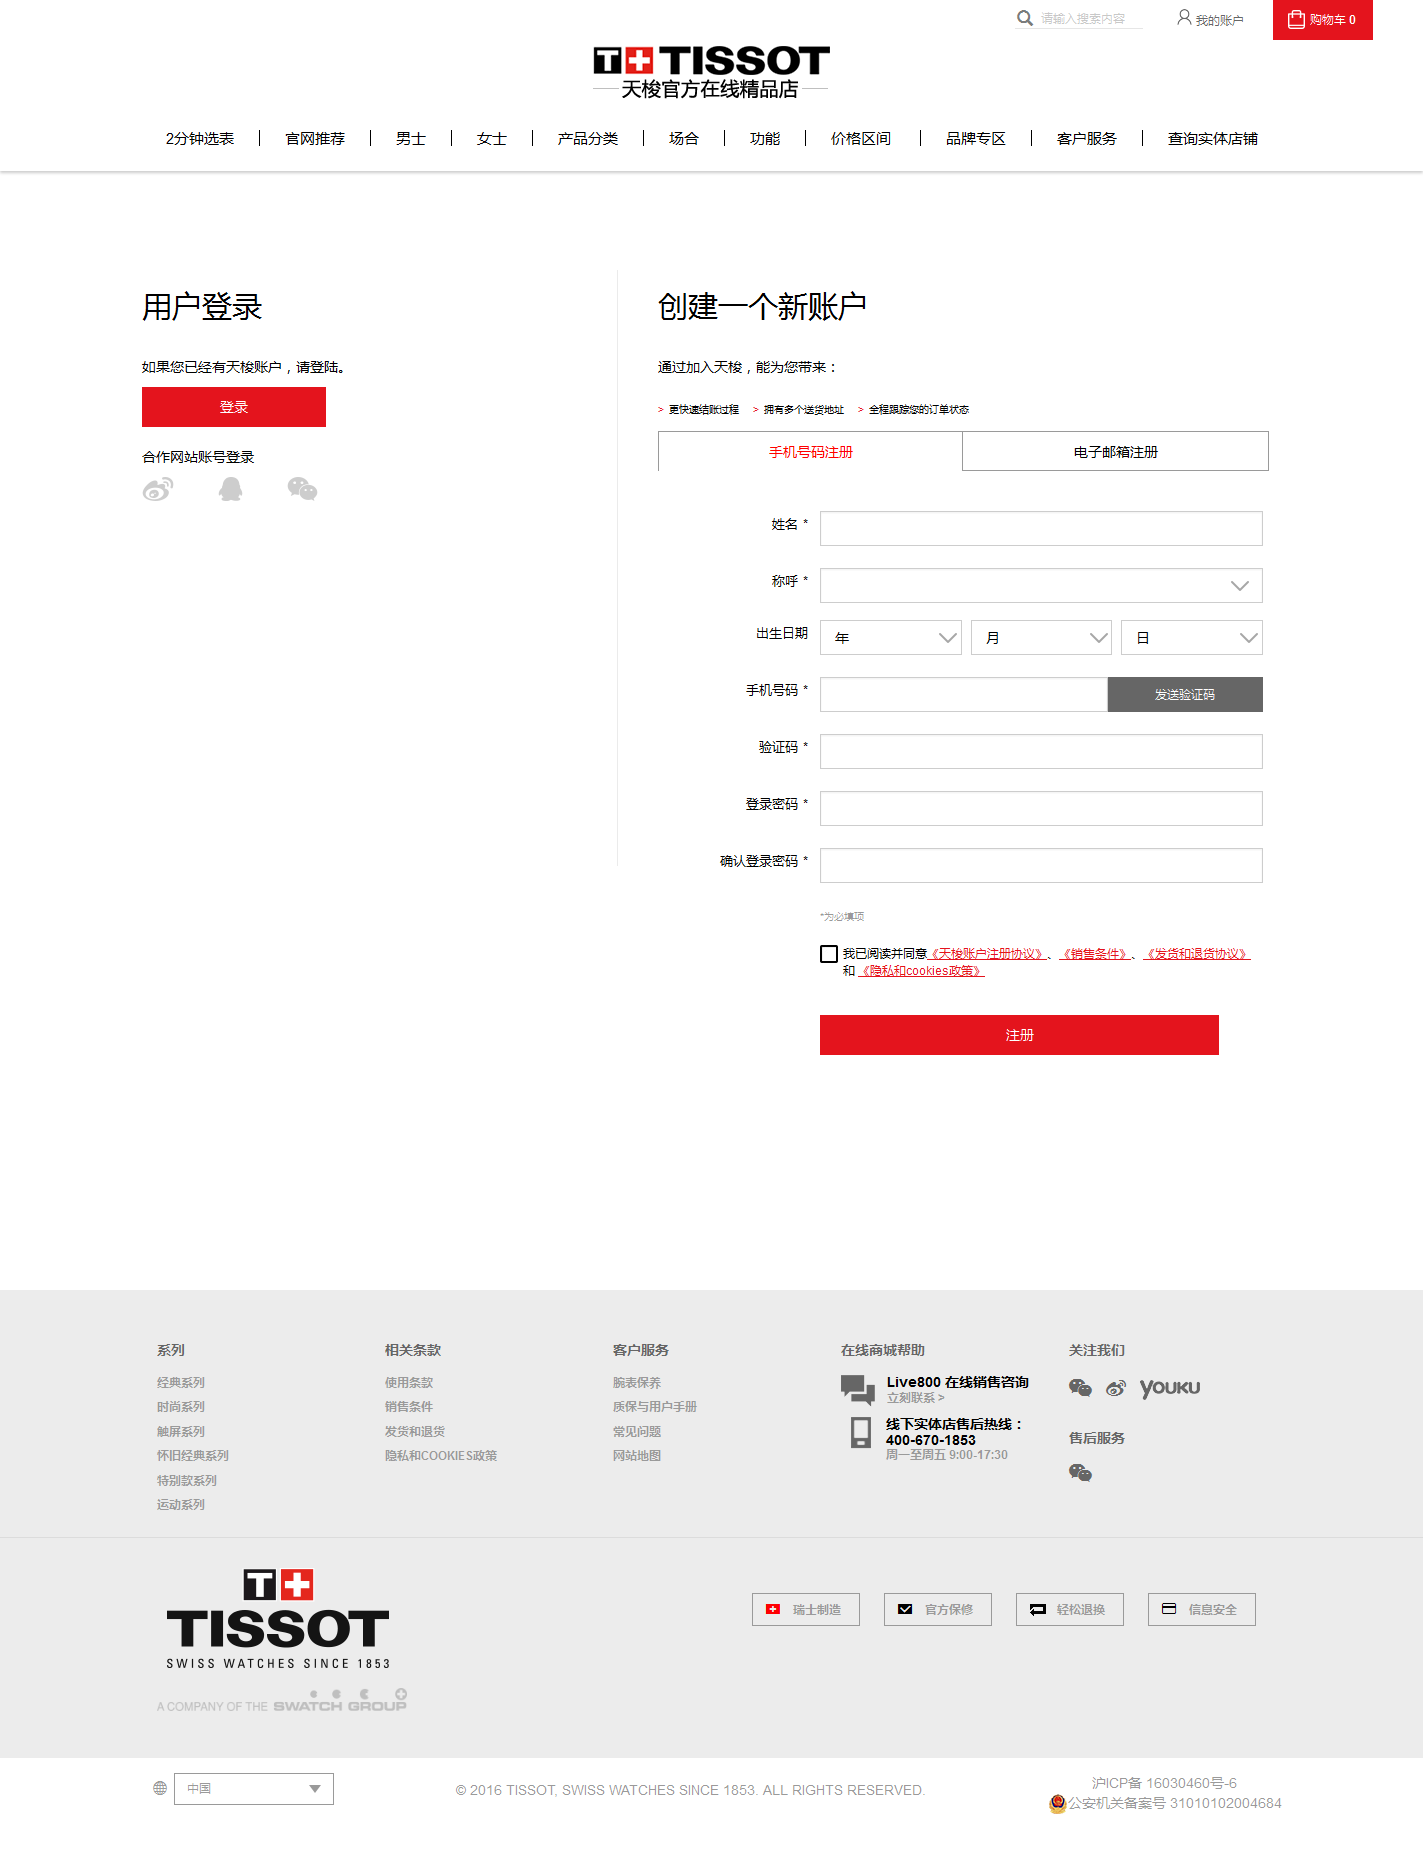 请输入搜索内容
我的账户
购物车 0
T+ TISSOT
天梭官方在线精品店
2分钟选表
官网推荐
男士
女士
产品分类
场合
功能
价格区间
品牌专区
客户服务
查询实体店铺
用户登录
如果您已经有天梭账户，请登陆。
登录
合作网站账号登录
创建一个新账户
通过加入天梭，能为您带来：
> 更快速结账过程 > 拥有多个送货地址 > 全程跟踪您的订单状态
手机号码注册
电子邮箱注册
姓名 *
称呼 *
出生日期 年 月 日
手机号码 * 发送验证码
验证码 *
登录密码 *
确认登录密码 *
*为必填项
我已阅读并同意《天梭账户注册协议》、《销售条件》、《发货和退货协议》
和 《隐私和cookies政策》
注册
系列
经典系列
时尚系列
触屏系列
怀旧经典系列
特别款系列
运动系列
相关条款
使用条款
销售条件
发货和退货
隐私和COOKIES政策
客户服务
腕表保养
质保与用户手册
常见问题
网站地图
在线商城帮助
Live800 在线销售咨询
立刻联系 >
线下实体店售后热线：
400-670-1853
周一至周五 9:00-17:30
关注我们
YOUKU
售后服务
T+
TISSOT
SWISS WATCHES SINCE 1853
A COMPANY OF THE SWATCH GROUP
瑞士制造
官方保修
轻松退换
信息安全
中国
© 2016 TISSOT, SWISS WATCHES SINCE 1853. ALL RIGHTS RESERVED.
沪ICP备 16030460号-6
公安机关备案号 31010102004684